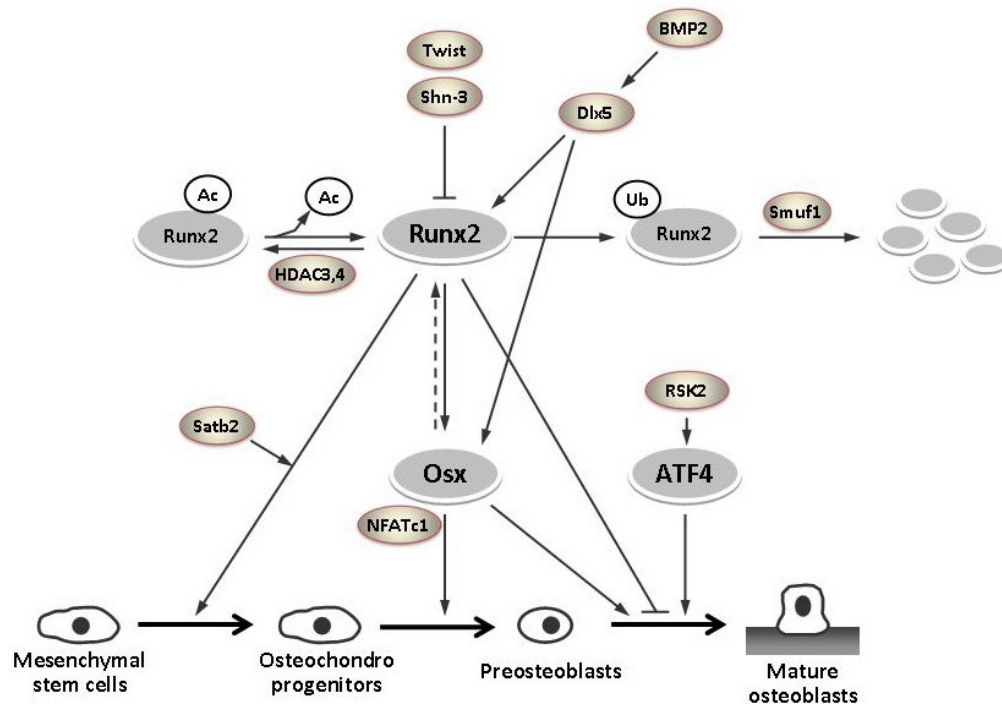 BMP2
Twist
Shn-3
Dlx5
Ac
Ac
Ub
Smuf1
Runx2
Runx2
Runx2
HDAC3,4
RSK2
Satb2
Osx
ATF4
NFATc1
Mesenchymal
stem cells
Osteochondro
progenitors
Preosteoblasts
Mature
osteoblasts